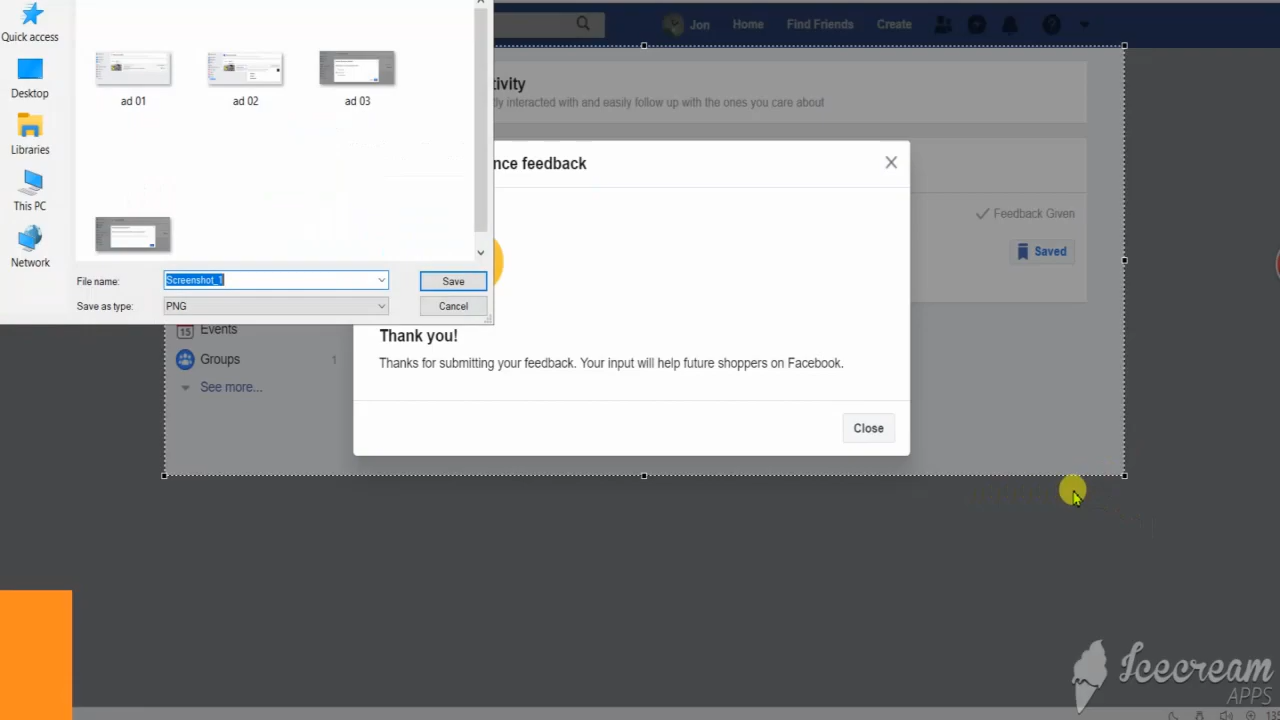 Quick access
Desktop
Libraries
This PC
Network
ad 01
ad 02
ad 03
File name:
Screenshot_1
Save
Save as type:
PNG
Cancel
Jon
Home
Find Friends
Create
tivity
tly interacted with and easily follow up with the ones you care about
nce feedback
Feedback Given
Saved
15
Events
Groups
1
See more...
Thank you!
Thanks for submitting your feedback. Your input will help future shoppers on Facebook.
Close
Icecream
APPS